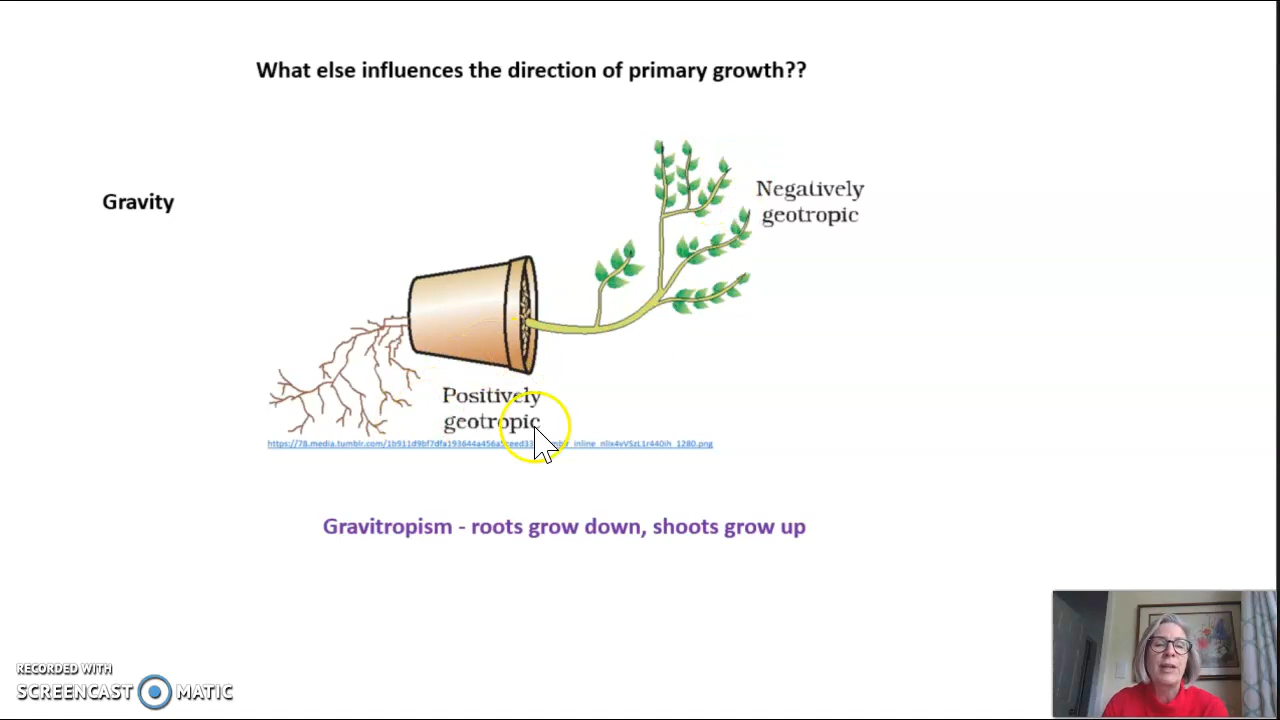 What else influences the direction of primary growth??
Gravity
Negatively
geotropic
Positively
geotropic
Gravitropism - roots grow down, shoots grow up
RECORDED WITH
SCREENCAST MATIC